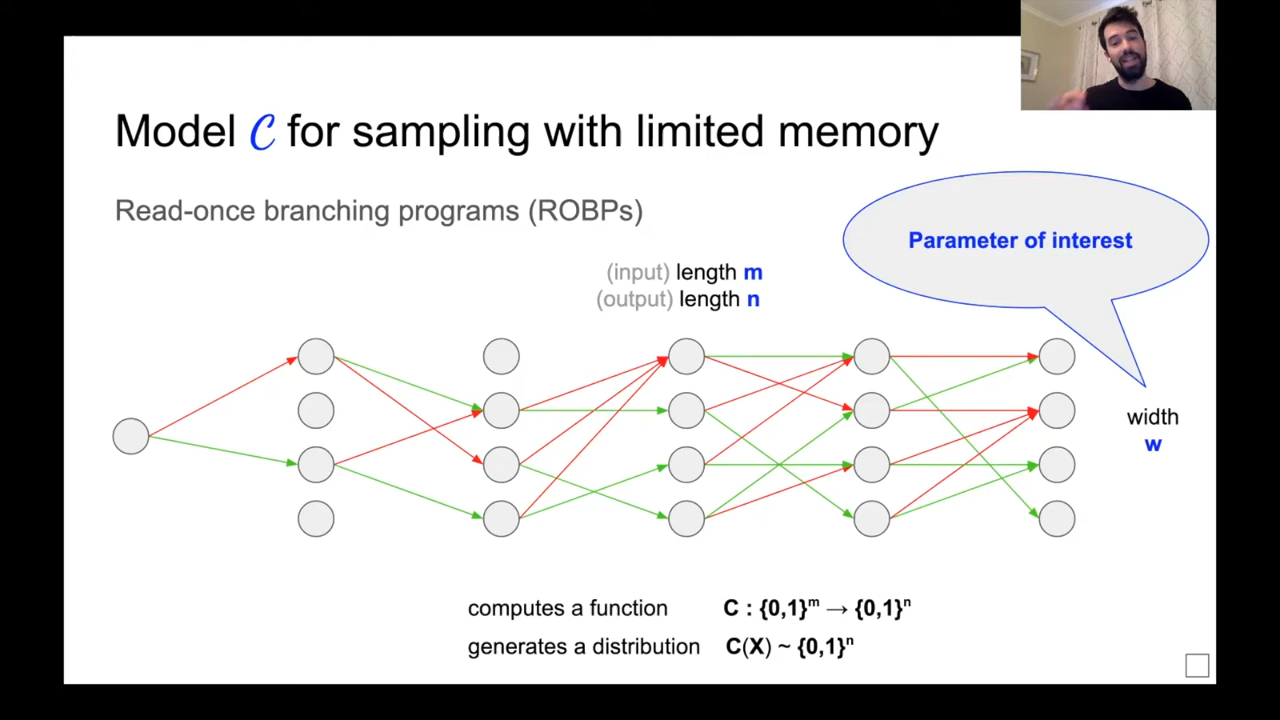 Model 𝒞 for sampling with limited memory
Read-once branching programs (ROBPs)
Parameter of interest
(input) length m
(output) length n
width
w
computes a function C : {0,1}ᵐ → {0,1}ⁿ
generates a distribution C(X) ~ {0,1}ⁿ